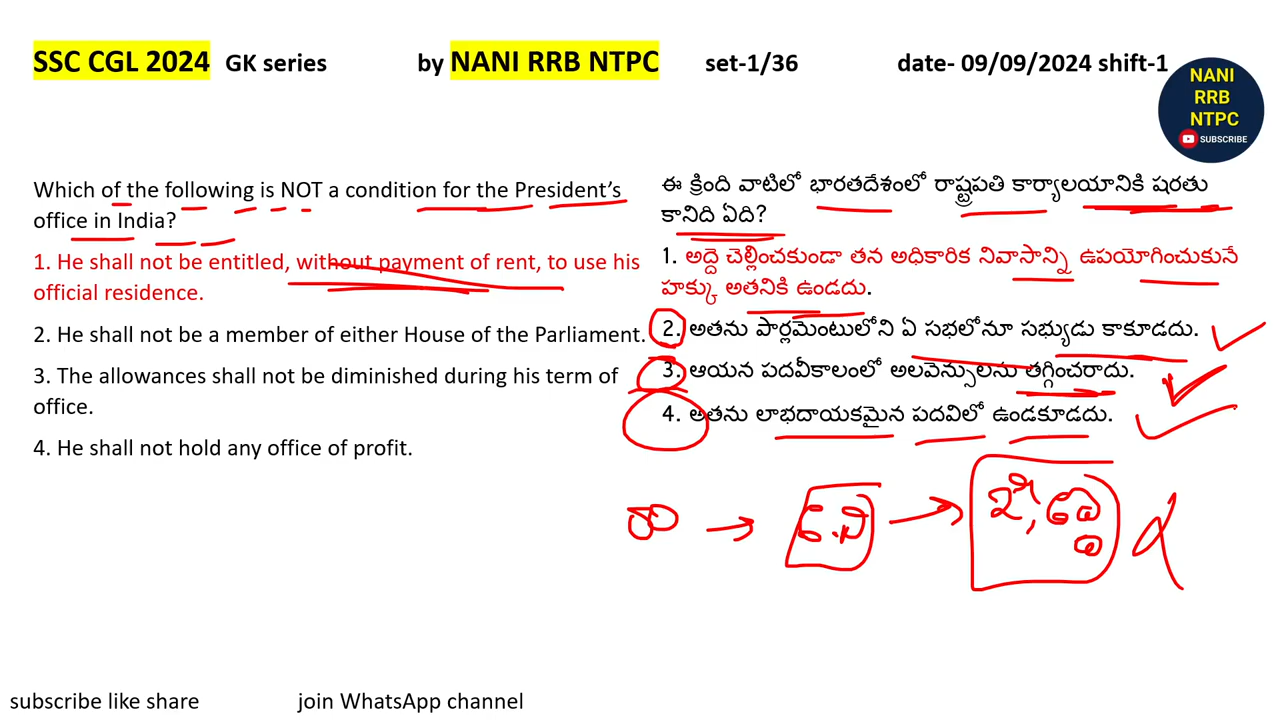 SSC CGL 2024 GK series by NANI RRB NTPC set-1/36 date- 09/09/2024 shift-1
NANI
RRB
NTPC
SUBSCRIBE
Which of the following is NOT a condition for the President’s
office in India?
1. He shall not be entitled, without payment of rent, to use his
official residence.
2. He shall not be a member of either House of the Parliament.
3. The allowances shall not be diminished during his term of
office.
4. He shall not hold any office of profit.
ఈ క్రింది వాటిలో భారతదేశంలో రాష్ట్రపతి కార్యాలయానికి షరతు
కానిది ఏది?
1. అద్దె చెల్లించకుండా తన అధికారిక నివాసాన్ని ఉపయోగించుకునే
హక్కు అతనికి ఉండదు.
2. అతను పార్లమెంటులోని ఏ సభలోనూ సభ్యుడు కాకూడదు.
3. ఆయన పదవీకాలంలో అలవెన్సులను తగ్గించరాదు.
4. అతను లాభదాయకమైన పదవిలో ఉండకూడదు.
subscribe like share join WhatsApp channel